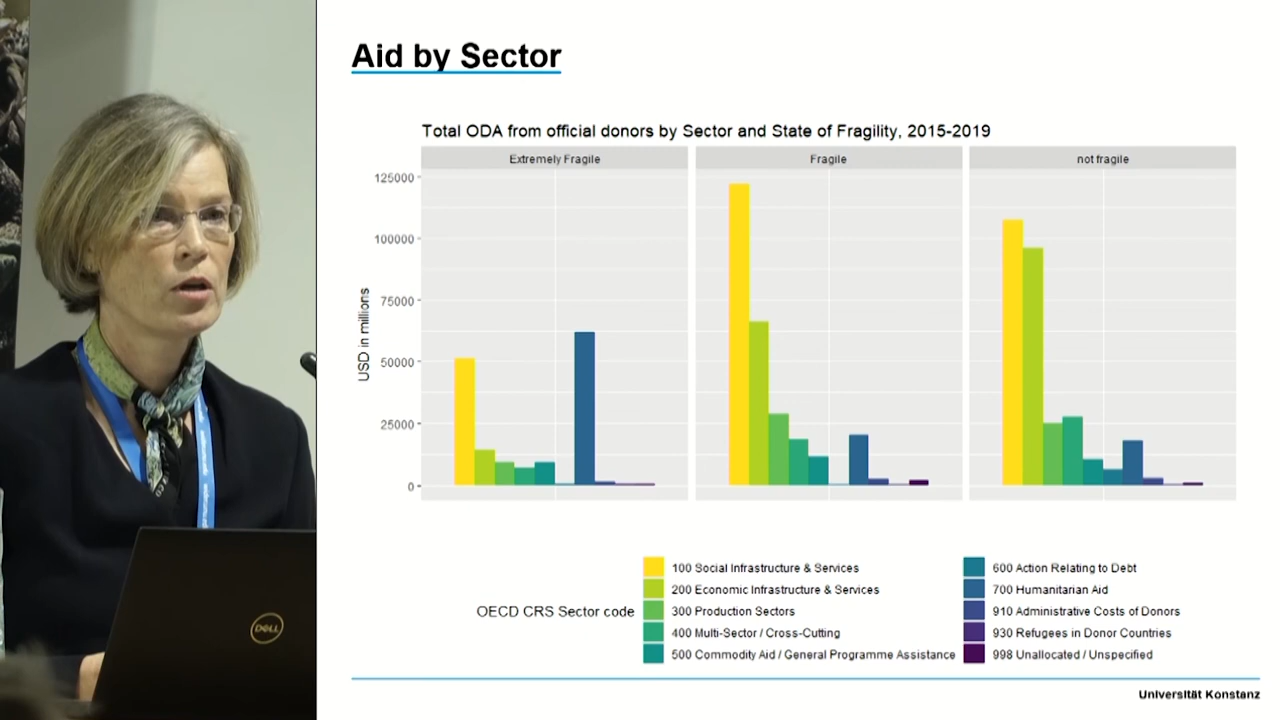 Aid by Sector
Total ODA from official donors by Sector and State of Fragility, 2015-2019
Extremely Fragile
Fragile
not fragile
125000
100000
75000
50000
25000
0
USD in millions
OECD CRS Sector code
100 Social Infrastructure & Services
200 Economic Infrastructure & Services
300 Production Sectors
400 Multi-Sector / Cross-Cutting
500 Commodity Aid / General Programme Assistance
600 Action Relating to Debt
700 Humanitarian Aid
910 Administrative Costs of Donors
930 Refugees in Donor Countries
998 Unallocated / Unspecified
Universität Konstanz
DELL